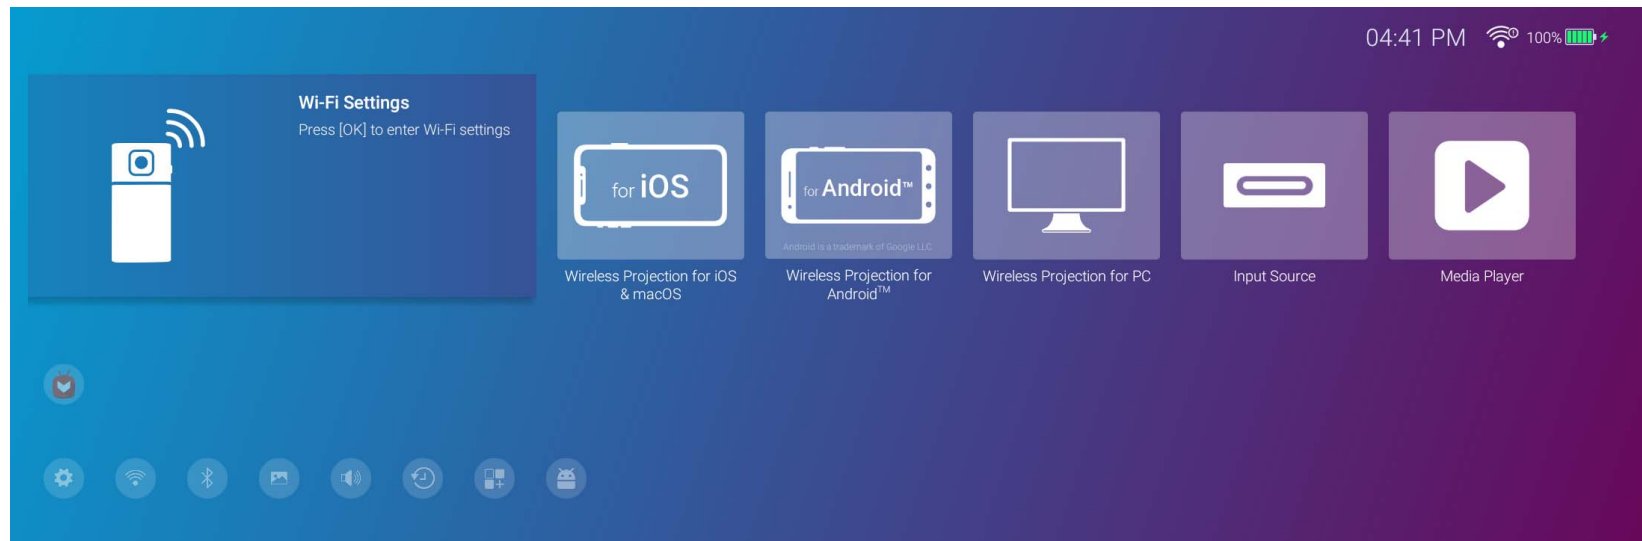 04:41 PM
100%
Wi-Fi Settings
Press [OK] to enter Wi-Fi settings
for iOS
for Android™
Android is a trademark of Google LLC.
Wireless Projection for iOS
& macOS
Wireless Projection for
Android™
Wireless Projection for PC
Input Source
Media Player